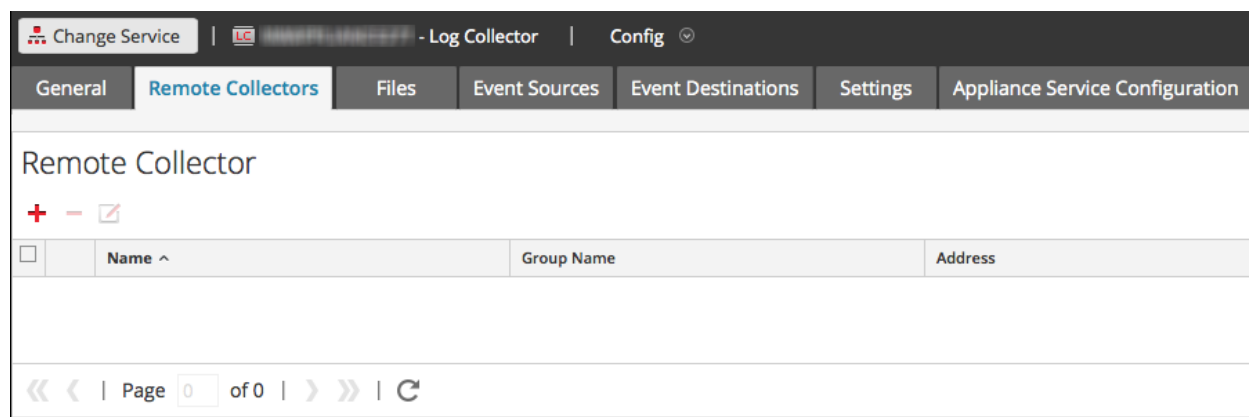 Change Service | LC - Log Collector | Config
General Remote Collectors Files Event Sources Event Destinations Settings Appliance Service Configuration
Remote Collector
Name Group Name Address
| Page 0 of 0 | |